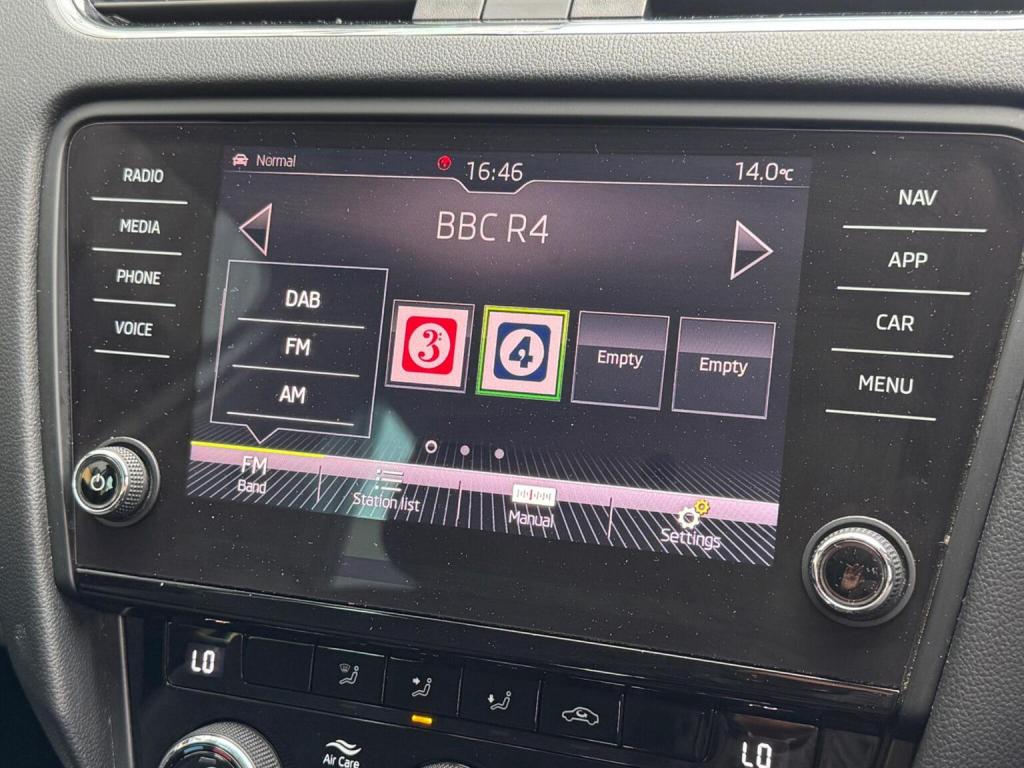 Normal
16:46
14.0°C
RADIO
MEDIA
PHONE
VOICE
BBC R4
NAV
APP
CAR
MENU
DAB
FM
AM
3
4
Empty
Empty
FM
Band
Station list
Manual
Settings
LO
LO
Air Care